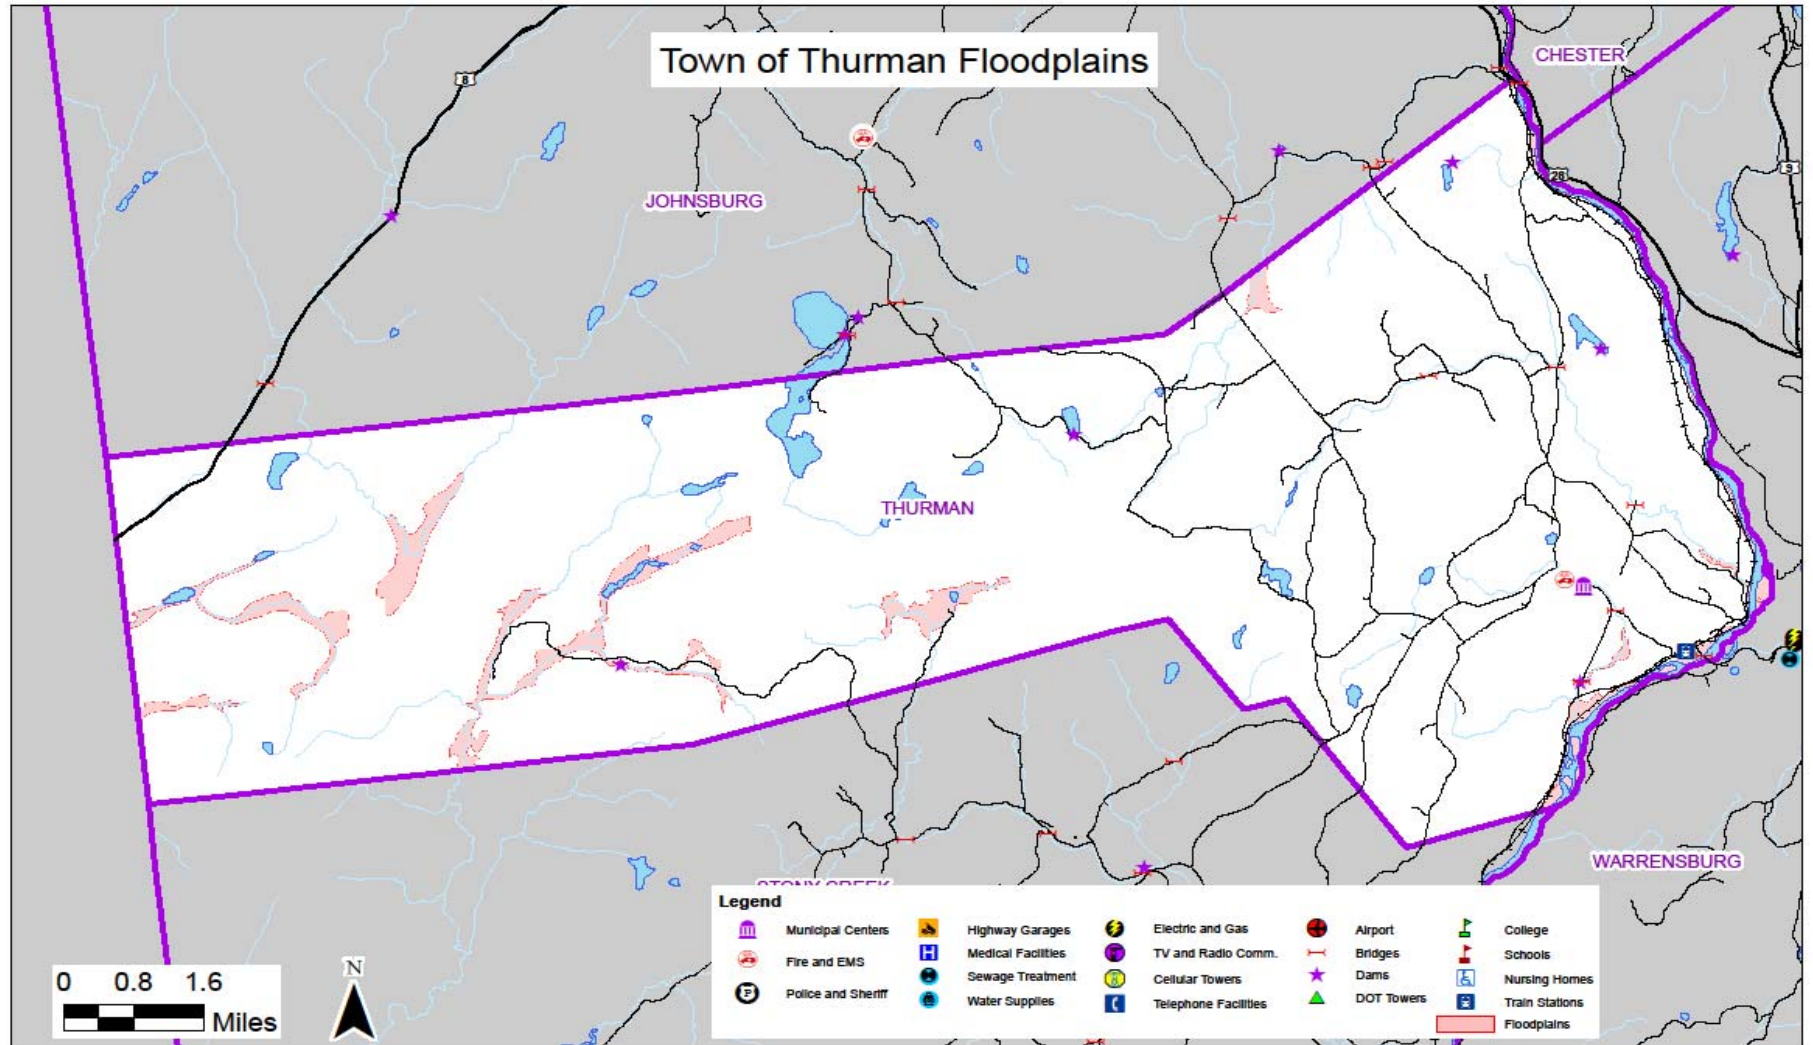 Town of Thurman Floodplains
CHESTER
8
JOHNSBURG
28
9
THURMAN
WARRENSBURG
STONY CREEK
Legend
Municipal Centers
Fire and EMS
Police and Sheriff
Highway Garages
Medical Facilities
Sewage Treatment
Water Supplies
Electric and Gas
TV and Radio Comm.
Cellular Towers
Telephone Facilities
Airport
Bridges
Dams
DOT Towers
College
Schools
Nursing Homes
Train Stations
Floodplains
0 0.8 1.6
Miles
N